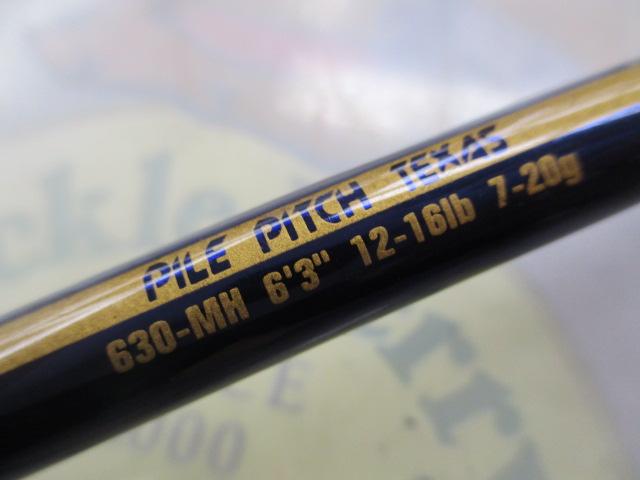 PILE PITCH TEXAS
630-MH 6'3" 12-16lb 7-20g